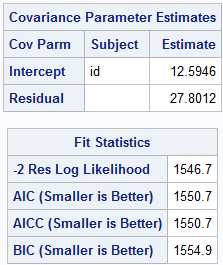 Covariance Parameter Estimates
Cov Parm Subject Estimate
Intercept id 12.5946
Residual 27.8012
Fit Statistics
-2 Res Log Likelihood 1546.7
AIC (Smaller is Better) 1550.7
AICC (Smaller is Better) 1550.7
BIC (Smaller is Better) 1554.9